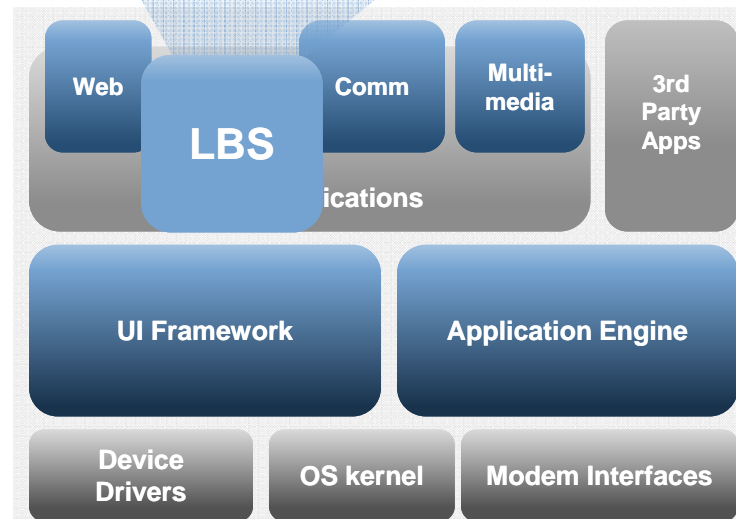 Web
LBS
Comm
Multi-
media
3rd
Party
Apps
ications
UI Framework
Application Engine
Device
Drivers
OS kernel
Modem Interfaces